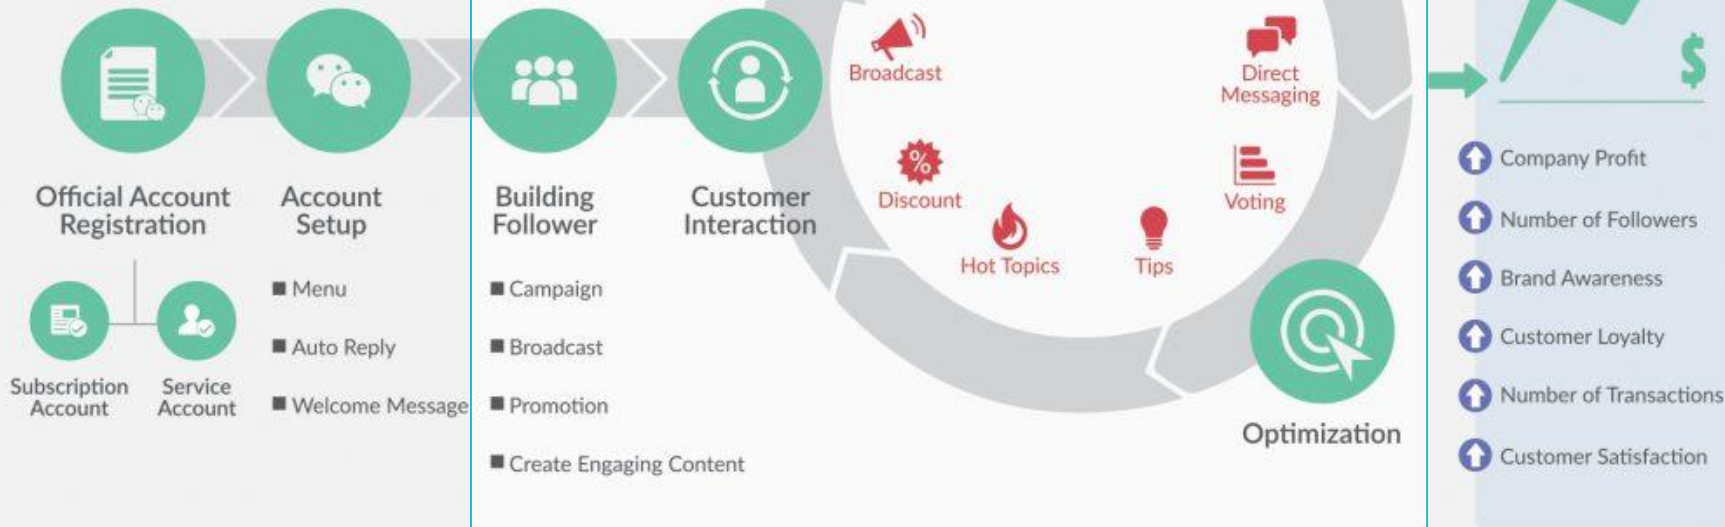 Broadcast
Direct
Messaging
%
$
Discount
Voting
Hot Topics
Tips
Official Account
Registration
Account
Setup
Building
Follower
Customer
Interaction
Subscription
Account
Service
Account
■ Menu
■ Auto Reply
■ Welcome Message
■ Campaign
■ Broadcast
■ Promotion
■ Create Engaging Content
Optimization
Company Profit
Number of Followers
Brand Awareness
Customer Loyalty
Number of Transactions
Customer Satisfaction